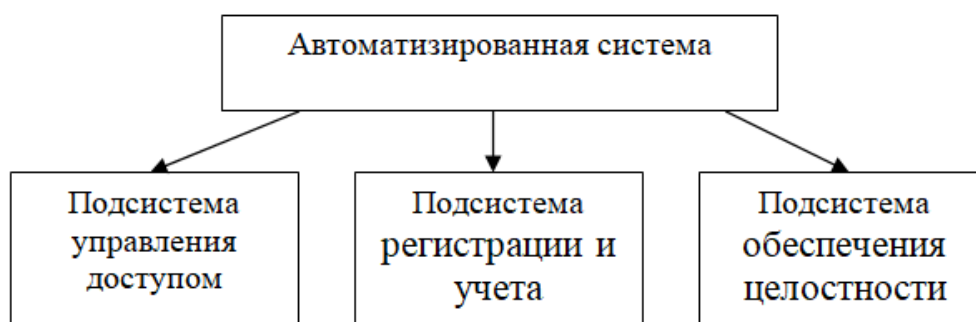 Автоматизированная система
Подсистема
управления
доступом
Подсистема
регистрации и
учета
Подсистема
обеспечения
целостности